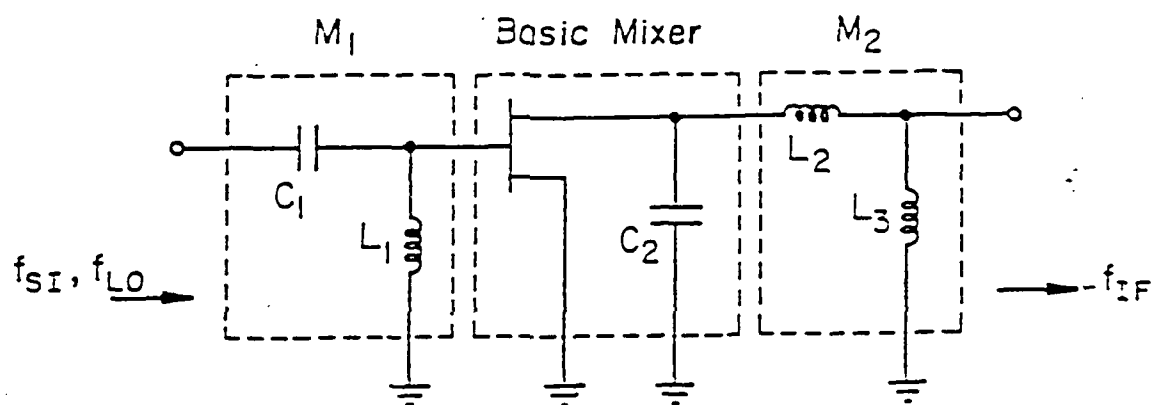 M1 Basic Mixer M2
C1
L1
C2
L2
L3
fSI, fLO
fIF